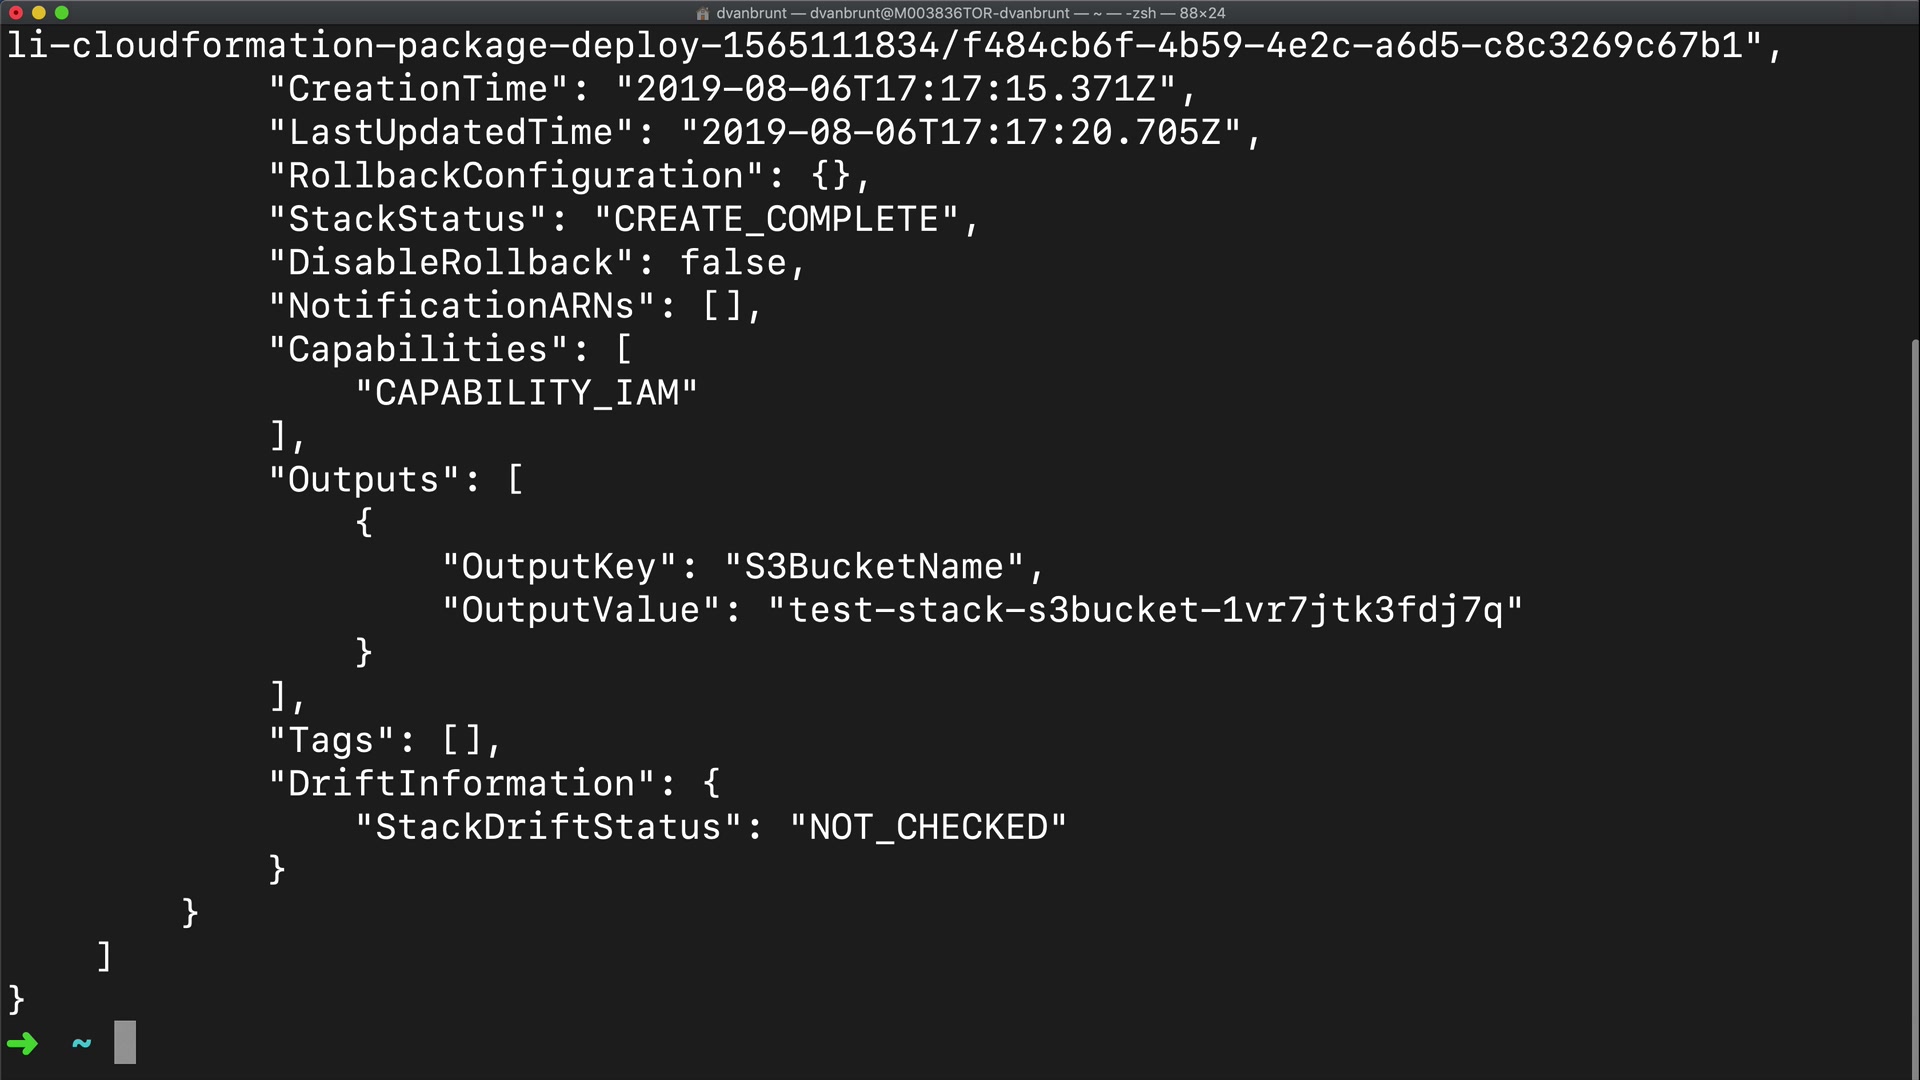 dvanbrunt — dvanbrunt@M003836TOR-dvanbrunt — ~ — -zsh — 88×24
li-cloudformation-package-deploy-1565111834/f484cb6f-4b59-4e2c-a6d5-c8c3269c67b1",
            "CreationTime": "2019-08-06T17:17:15.371Z",
            "LastUpdatedTime": "2019-08-06T17:17:20.705Z",
            "RollbackConfiguration": {},
            "StackStatus": "CREATE_COMPLETE",
            "DisableRollback": false,
            "NotificationARNs": [],
            "Capabilities": [
                "CAPABILITY_IAM"
            ],
            "Outputs": [
                {
                    "OutputKey": "S3BucketName",
                    "OutputValue": "test-stack-s3bucket-1vr7jtk3fdj7q"
                }
            ],
            "Tags": [],
            "DriftInformation": {
                "StackDriftStatus": "NOT_CHECKED"
            }
        }
    ]
}
➜  ~